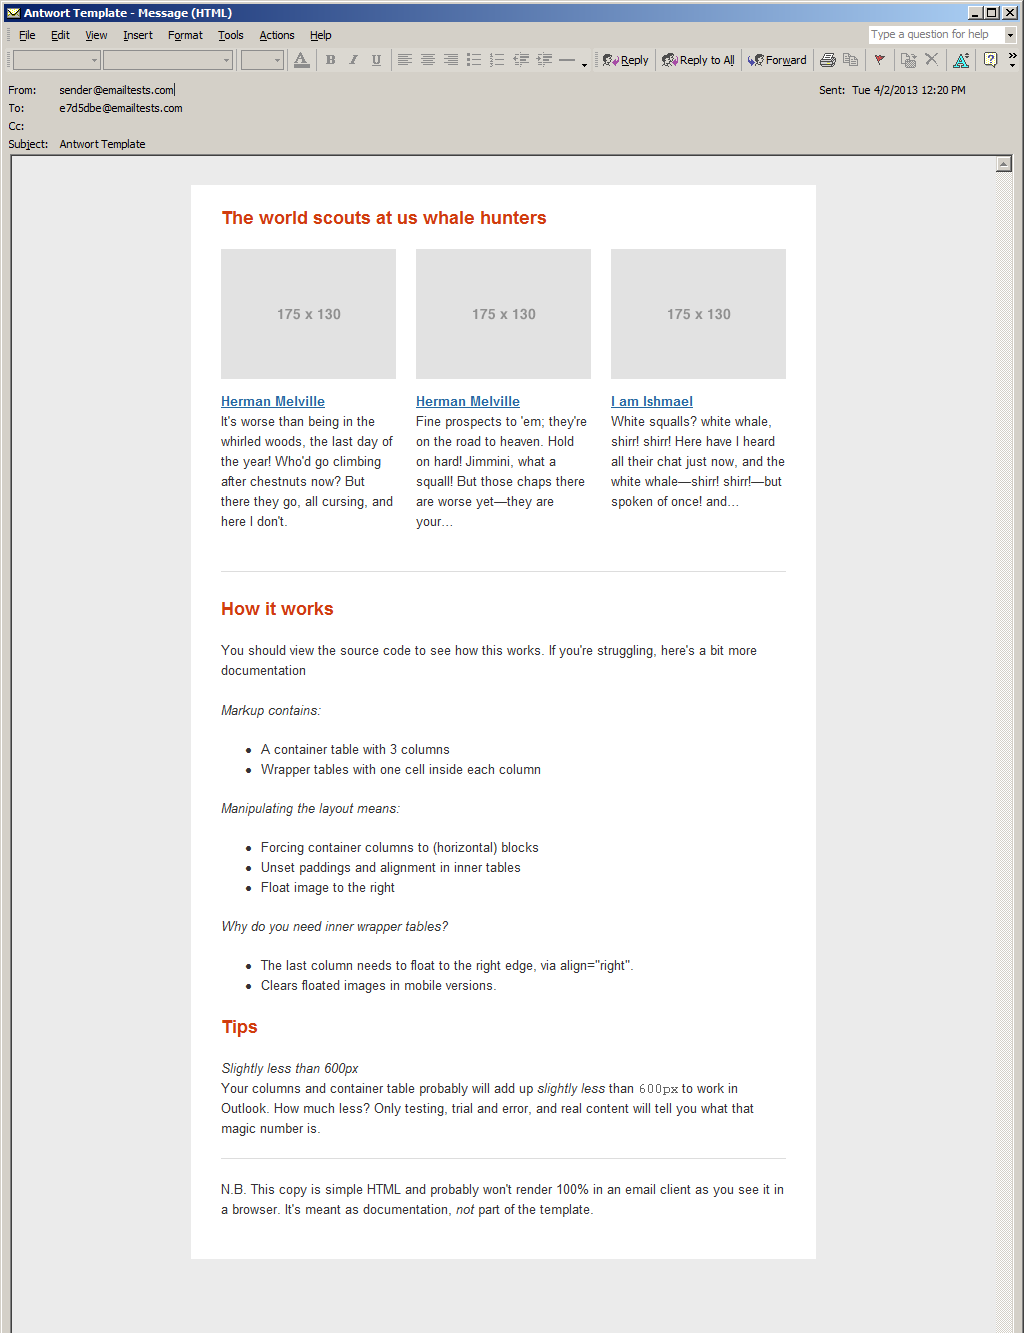 Antwort Template - Message (HTML)
File Edit View Insert Format Tools Actions Help Type a question for help
A B I U Reply Reply to All Forward
From: sender@emailtests.com Sent: Tue 4/2/2013 12:20 PM
To: e7d5dbe@emailtests.com
Cc:
Subject: Antwort Template
The world scouts at us whale hunters
175 x 130 175 x 130 175 x 130
Herman Melville
It's worse than being in the
whirled woods, the last day of
the year! Who'd go climbing
after chestnuts now? But
there they go, all cursing, and
here I don't.
Herman Melville
Fine prospects to 'em; they're
on the road to heaven. Hold
on hard! Jimmini, what a
squall! But those chaps there
are worse yet—they are
your…
I am Ishmael
White squalls? white whale,
shirr! shirr! Here have I heard
all their chat just now, and the
white whale—shirr! shirr!—but
spoken of once! and…
How it works
You should view the source code to see how this works. If you're struggling, here's a bit more
documentation
Markup contains:
• A container table with 3 columns
• Wrapper tables with one cell inside each column
Manipulating the layout means:
• Forcing container columns to (horizontal) blocks
• Unset paddings and alignment in inner tables
• Float image to the right
Why do you need inner wrapper tables?
• The last column needs to float to the right edge, via align="right".
• Clears floated images in mobile versions.
Tips
Slightly less than 600px
Your columns and container table probably will add up slightly less than 600px to work in
Outlook. How much less? Only testing, trial and error, and real content will tell you what that
magic number is.
N.B. This copy is simple HTML and probably won't render 100% in an email client as you see it in
a browser. It's meant as documentation, not part of the template.